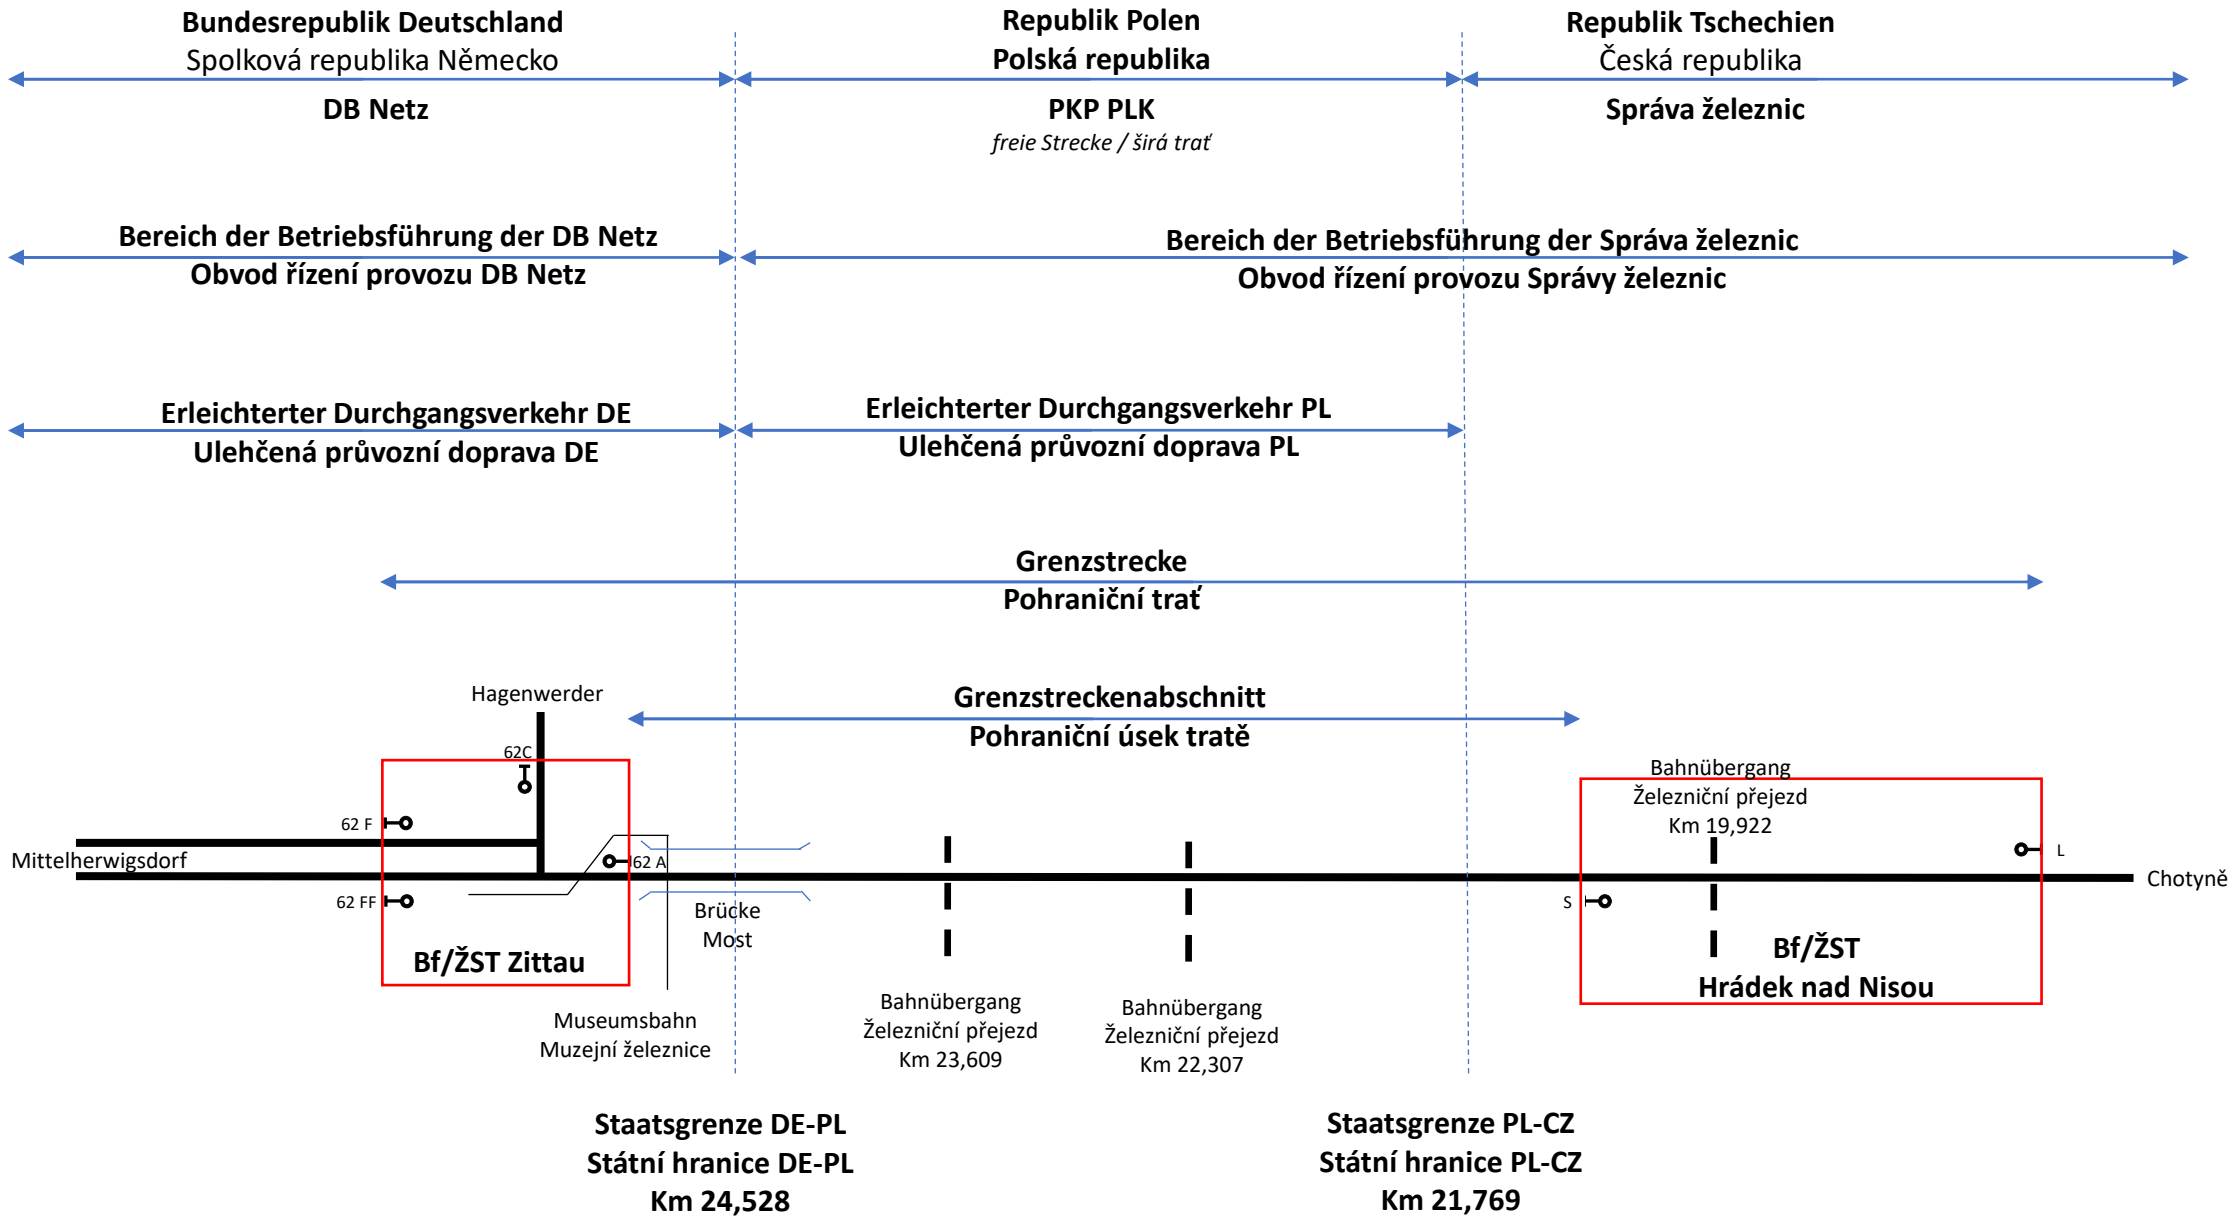 Bundesrepublik Deutschland
Spolková republika Německo
DB Netz
Republik Polen
Polská republika
PKP PLK
freie Strecke / širá trať
Republik Tschechien
Česká republika
Správa železnic
Bereich der Betriebsführung der DB Netz
Obvod řízení provozu DB Netz
Bereich der Betriebsführung der Správa železnic
Obvod řízení provozu Správy železnic
Erleichterter Durchgangsverkehr DE
Ulehčená průvozní doprava DE
Erleichterter Durchgangsverkehr PL
Ulehčená průvozní doprava PL
Grenzstrecke
Pohraniční trať
Grenzstreckenabschnitt
Pohraniční úsek tratě
Hagenwerder
62C
62 F
Mittelherwigsdorf
62 A
62 FF
Bf/ŽST Zittau
Brücke
Most
Museumsbahn
Muzejní železnice
Bahnübergang
Železniční přejezd
Km 23,609
Bahnübergang
Železniční přejezd
Km 22,307
Bahnübergang
Železniční přejezd
Km 19,922
L
Chotyně
S
Bf/ŽST
Hrádek nad Nisou
Staatsgrenze DE-PL
Státní hranice DE-PL
Km 24,528
Staatsgrenze PL-CZ
Státní hranice PL-CZ
Km 21,769